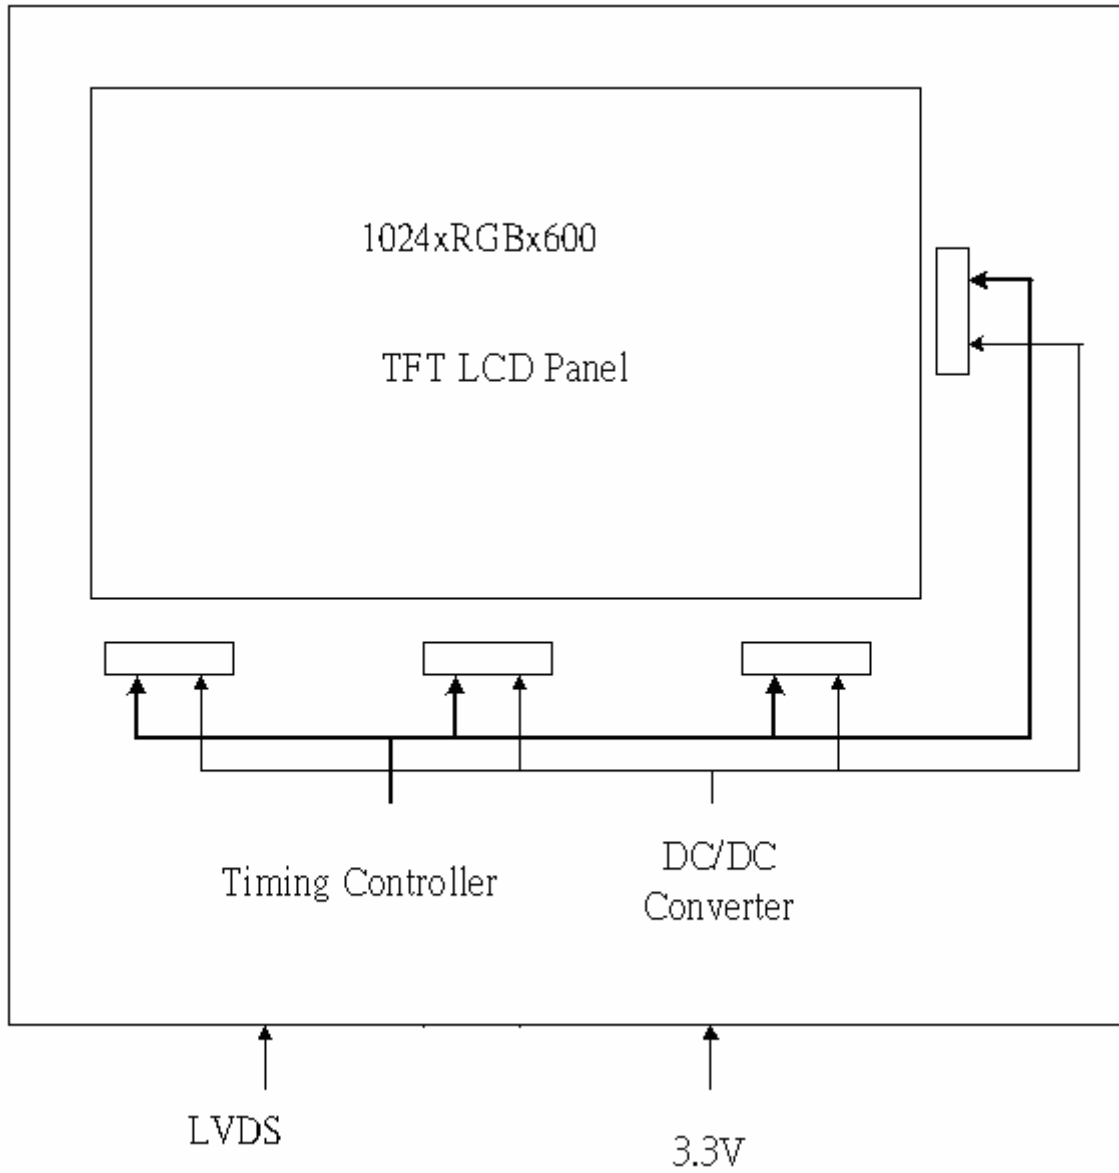 1024xRGBx600
TFT LCD Panel
Timing Controller
DC/DC
Converter
LVDS
3.3V